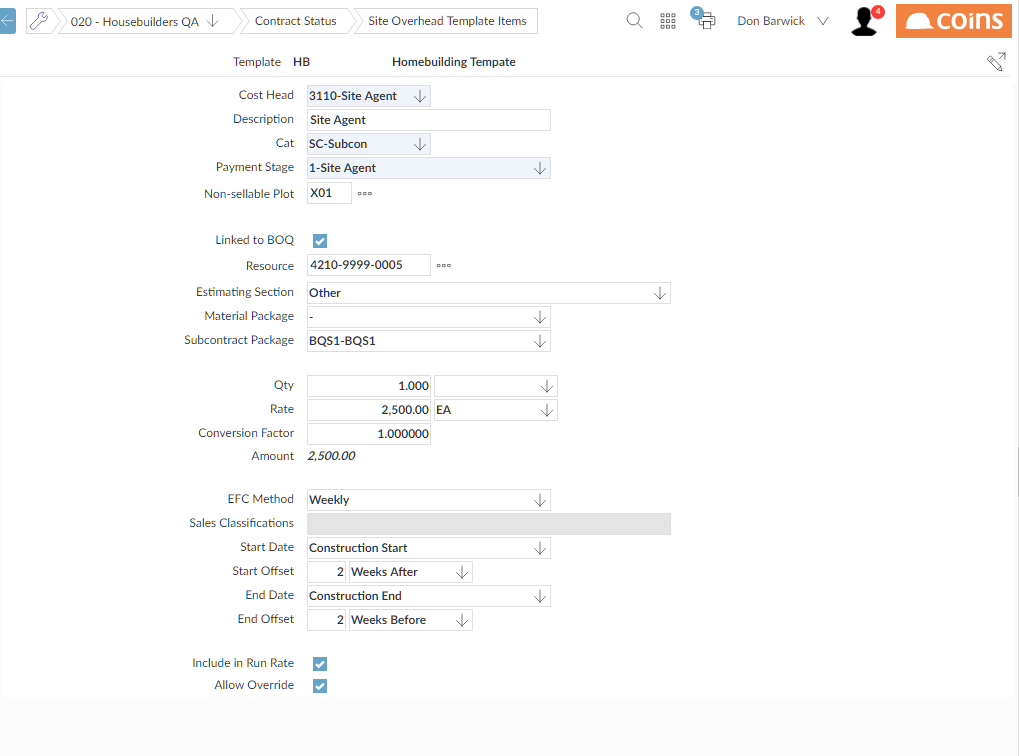 020 - Housebuilders QA Contract Status Site Overhead Template Items 3 Don Barwick 4 coins
Template HB Homebuilding Tempate
Cost Head 3110-Site Agent
Description Site Agent
Cat SC-Subcon
Payment Stage 1-Site Agent
Non-sellable Plot X01
Linked to BOQ
Resource 4210-9999-0005
Estimating Section Other
Material Package -
Subcontract Package BQS1-BQS1
Qty 1.000
Rate 2,500.00 EA
Conversion Factor 1.000000
Amount 2,500.00
EFC Method Weekly
Sales Classifications
Start Date Construction Start
Start Offset 2 Weeks After
End Date Construction End
End Offset 2 Weeks Before
Include in Run Rate
Allow Override